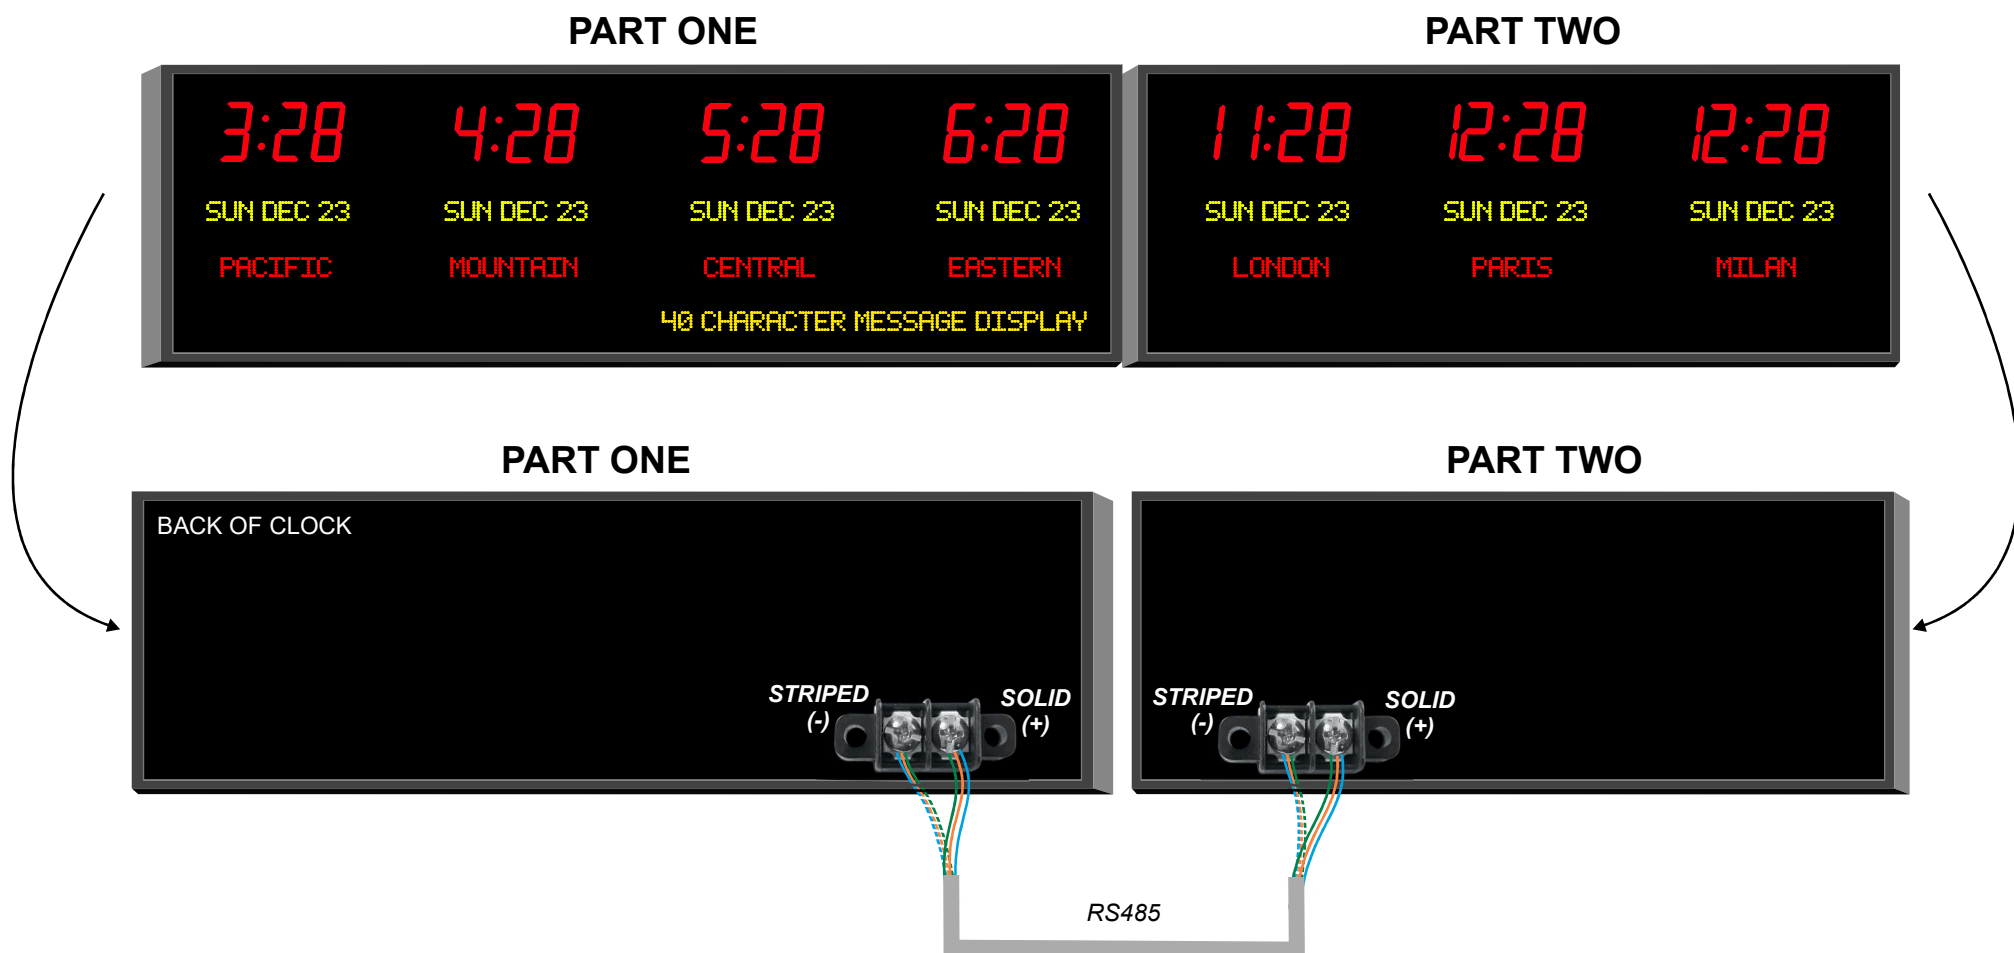 PART ONE PART TWO
3:28 4:28 5:28 6:28 11:28 12:28 12:28
SUN DEC 23 SUN DEC 23 SUN DEC 23 SUN DEC 23 SUN DEC 23 SUN DEC 23 SUN DEC 23
PACIFIC MOUNTAIN CENTRAL EASTERN LONDON PARIS MILAN
40 CHARACTER MESSAGE DISPLAY
PART ONE PART TWO
BACK OF CLOCK
STRIPED SOLID STRIPED SOLID
(-) (+) (-) (+)
RS485